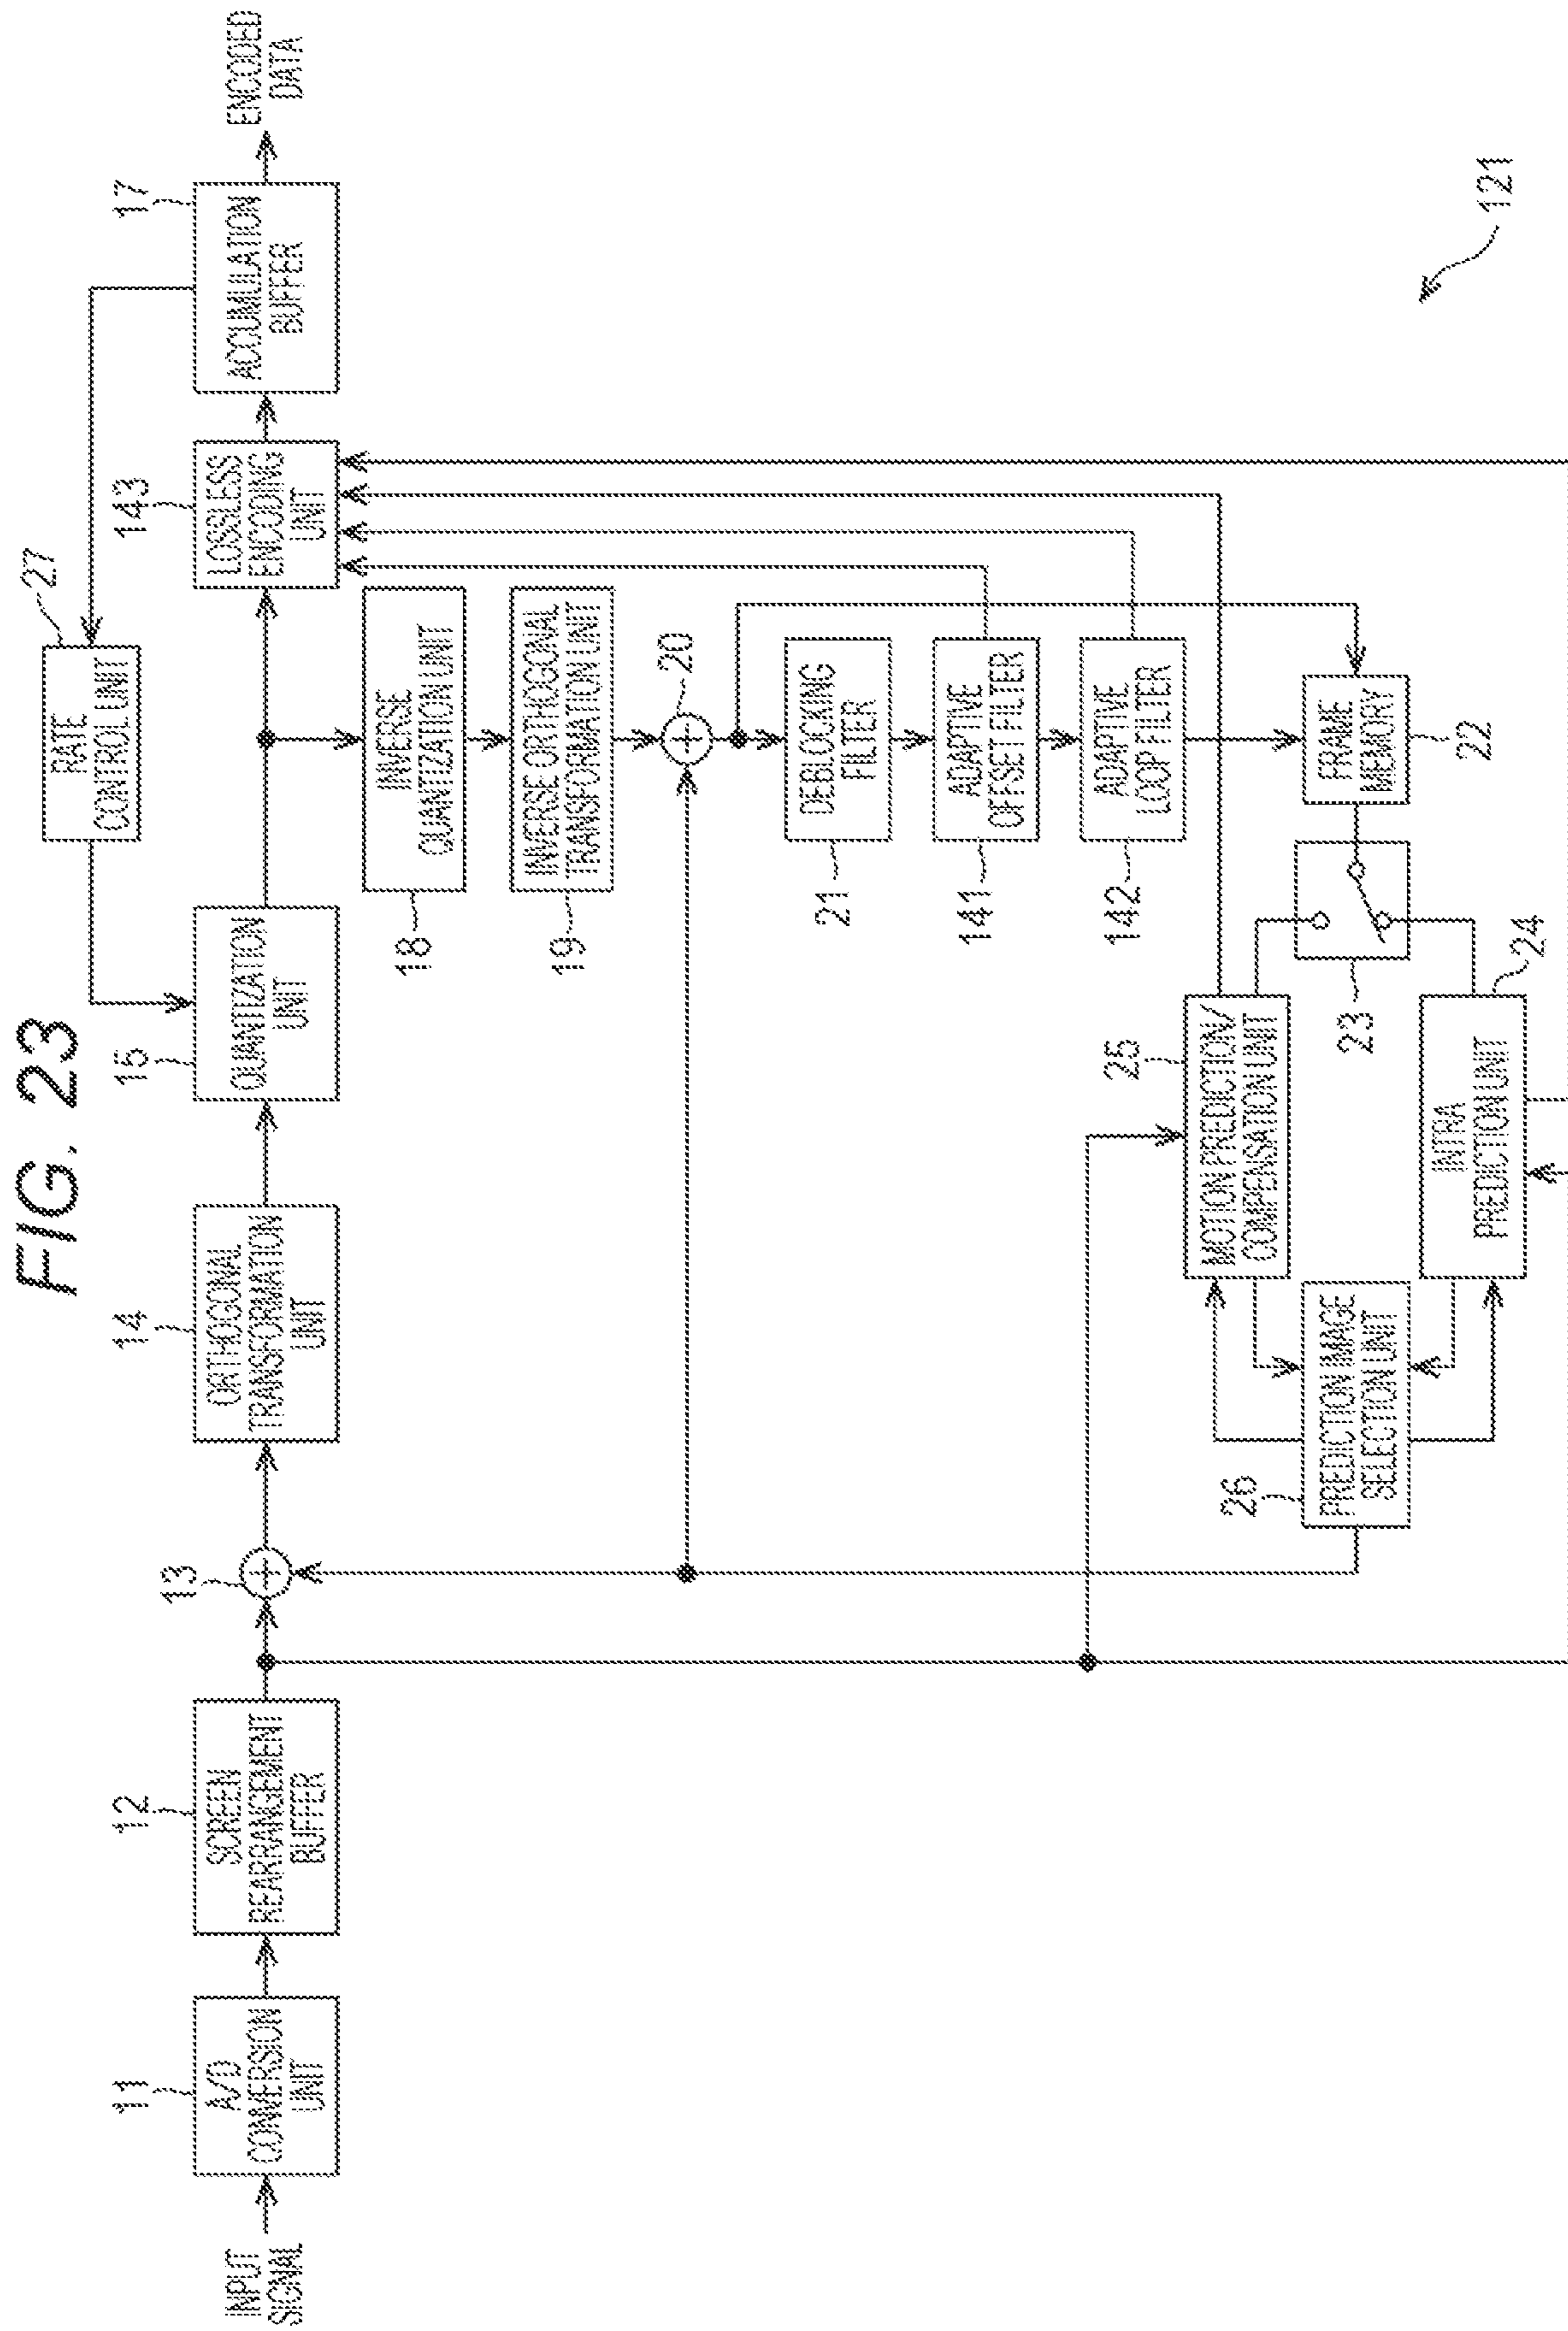 FIG. 23
27
RATE
CONTROL UNIT
11
A/D
CONVERSION
UNIT
12
SCREEN
REARRANGEMENT
BUFFER
13
14
ORTHOGONAL
TRANSFORMATION
UNIT
15
QUANTIZATION
UNIT
143
LOSSLESS
ENCODING
UNIT
17
ACCUMULATION
BUFFER
INPUT
SIGNAL
ENCODED
DATA
18
INVERSE
QUANTIZATION UNIT
19
INVERSE ORTHOGONAL
TRANSFORMATION UNIT
20
21
DEBLOCKING
FILTER
141
ADAPTIVE
OFFSET FILTER
142
ADAPTIVE
LOOP FILTER
25
MOTION PREDICTION/
COMPENSATION UNIT
26
PREDICTION IMAGE
SELECTION UNIT
23
FRAME
MEMORY
22
INTRA
PREDICTION UNIT
24
121